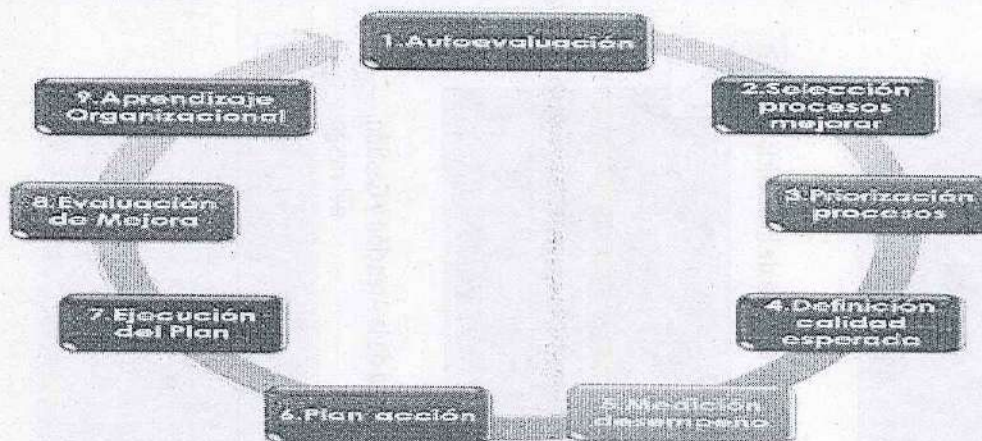 1.Autoevaluación
2.Selección
procesos
mejorar
3.Priorización
procesos
4.Definición
calidad
esperada
5.Medición
desempeño
6.Plan acción
7.Ejecución
del Plan
8.Evaluación
de Mejora
9.Aprendizaje
Organizacional